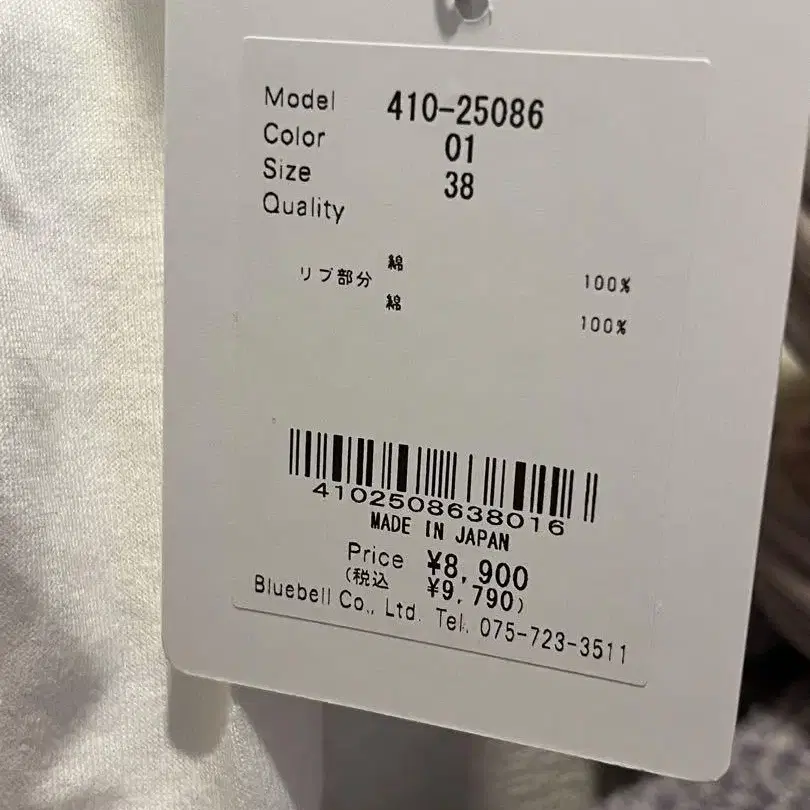 Model 410-25086
Color 01
Size 38
Quality
綿 100%
リブ部分
綿 100%
4102508638016
MADE IN JAPAN
Price ¥8,900
(税込 ¥9,790)
Bluebell Co., Ltd. Tel. 075-723-3511